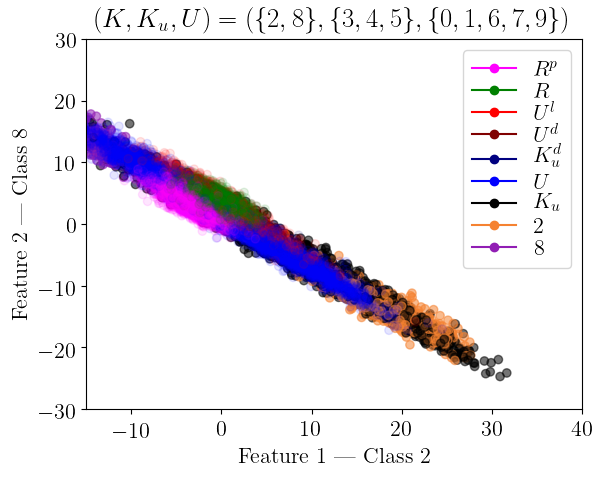 (K, K_u, U) = ({2, 8}, {3, 4, 5}, {0, 1, 6, 7, 9})
30
20
10
0
−10
−20
−30
Feature 2 — Class 8
R^p
R
U^l
U^d
K_u^d
U
K_u
2
8
−10 0 10 20 30 40
Feature 1 — Class 2